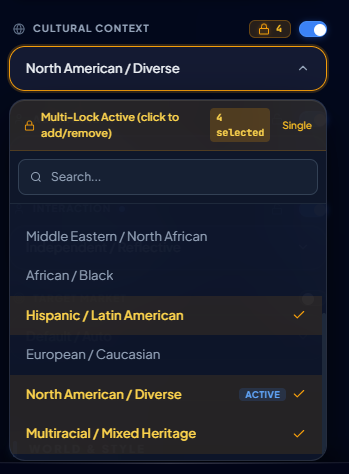 CULTURAL CONTEXT
4
North American / Diverse
Multi-Lock Active (click to
add/remove)
4
selected
Single
Search...
Middle Eastern / North African
African / Black
Hispanic / Latin American
European / Caucasian
North American / Diverse
ACTIVE
Multiracial / Mixed Heritage